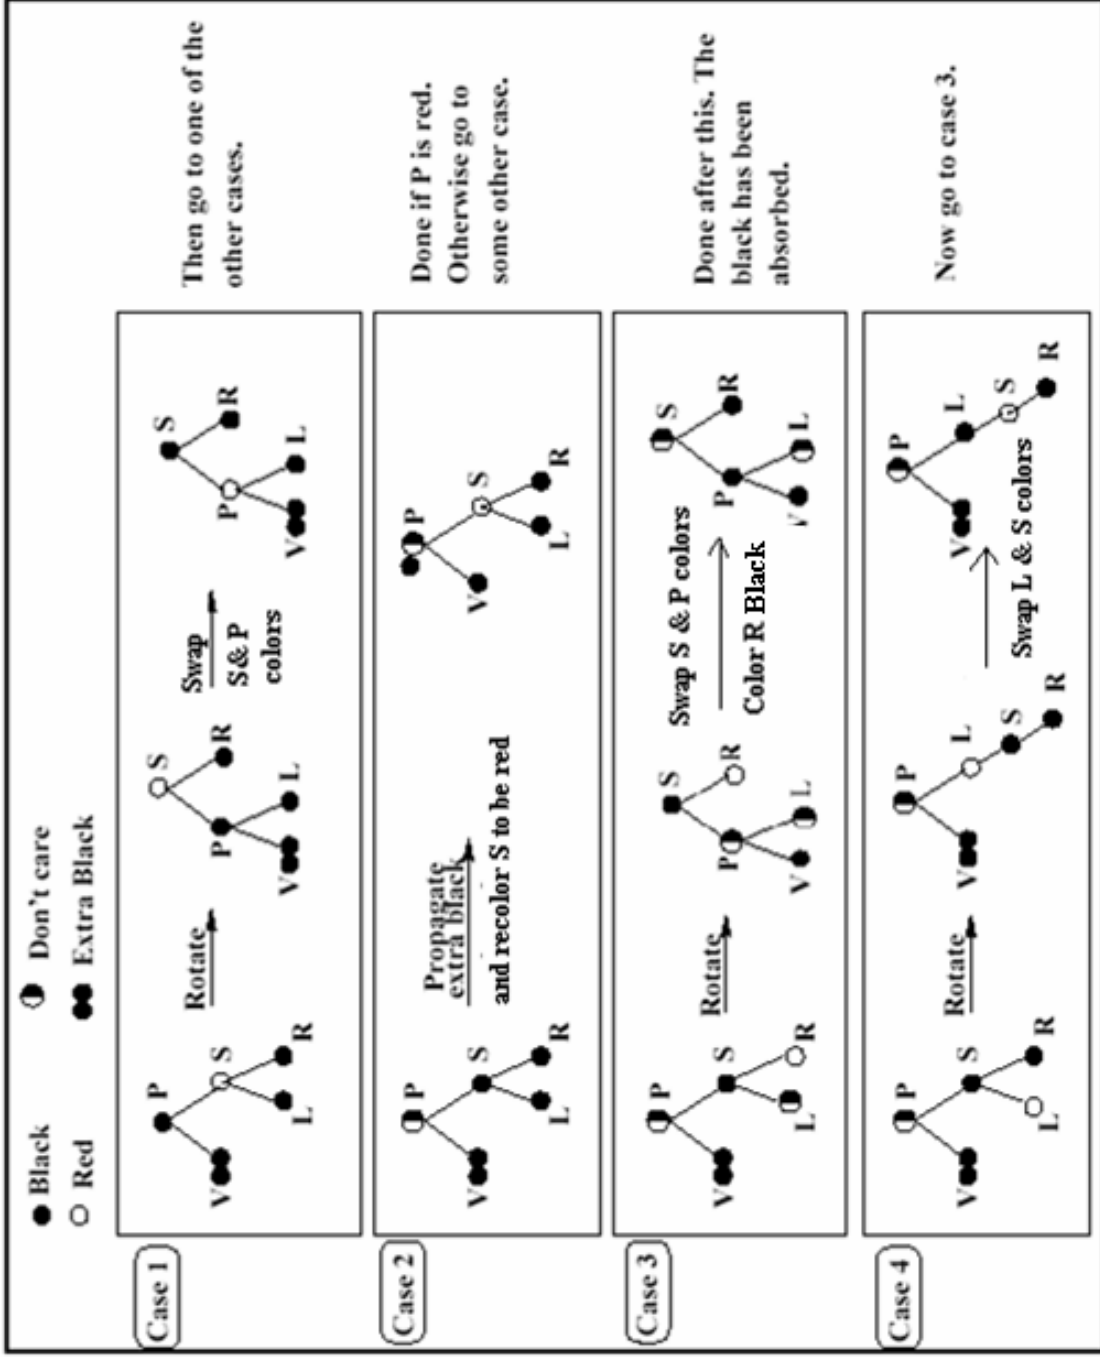 Black
Don't care
Red
Extra Black
Case 1
P
V
S
L
R
Rotate
S
P
R
V
L
Swap
S& P
colors
S
P
R
V
L
Then go to one of the
other cases.
Case 2
P
V
S
L
R
Propagate
extra black
and recolor S to be red
P
V
S
L
R
Done if P is red.
Otherwise go to
some other case.
Case 3
P
V
S
L
R
Rotate
S
P
R
V
L
Swap S & P colors
Color R Black
S
P
R
V
L
Done after this. The
black has been
absorbed.
Case 4
P
V
S
L
R
Rotate
P
V
L
S
R
Swap L & S colors
P
V
L
S
R
Now go to case 3.